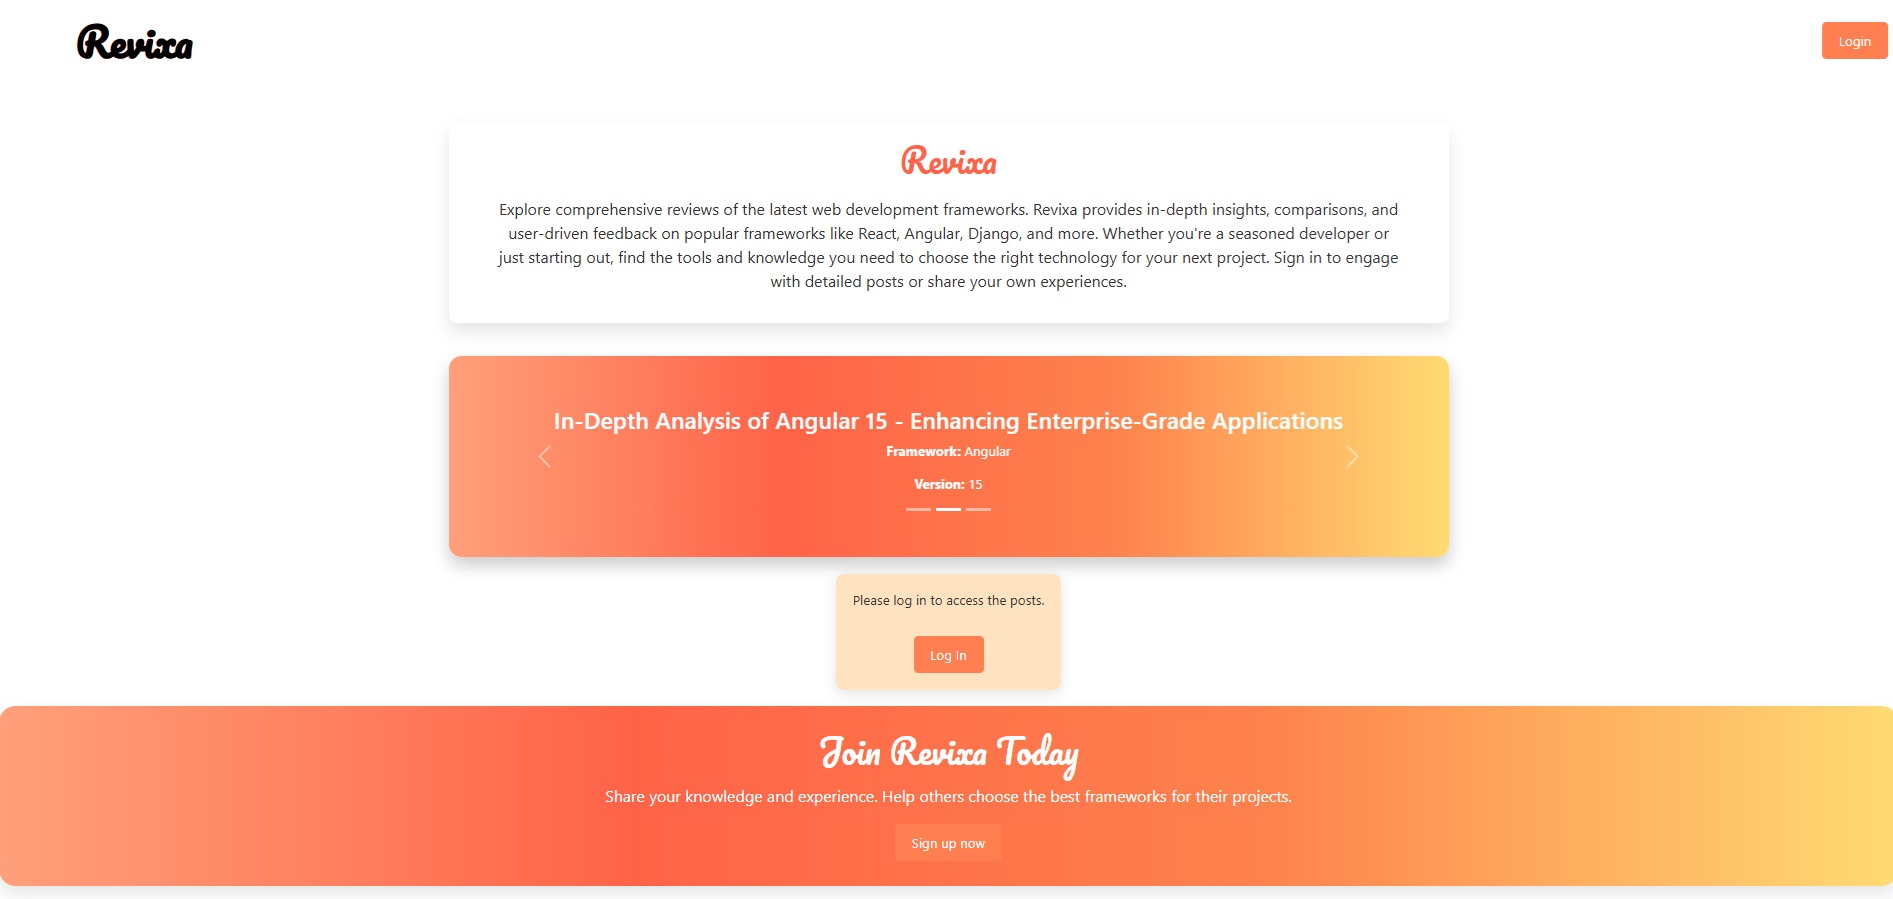 Revixa
Login
Revixa
Explore comprehensive reviews of the latest web development frameworks. Revixa provides in-depth insights, comparisons, and
user-driven feedback on popular frameworks like React, Angular, Django, and more. Whether you're a seasoned developer or
just starting out, find the tools and knowledge you need to choose the right technology for your next project. Sign in to engage
with detailed posts or share your own experiences.
In-Depth Analysis of Angular 15 - Enhancing Enterprise-Grade Applications
Framework: Angular
Version: 15
Please log in to access the posts.
Log In
Join Revixa Today
Share your knowledge and experience. Help others choose the best frameworks for their projects.
Sign up now